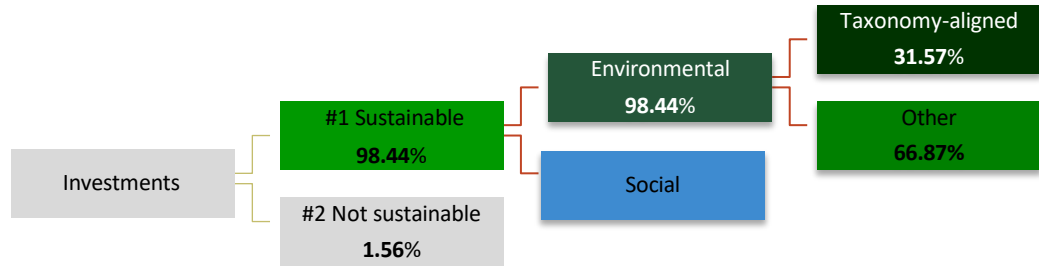 Investments
#1 Sustainable
98.44%
#2 Not sustainable
1.56%
Environmental
98.44%
Social
Taxonomy-aligned
31.57%
Other
66.87%